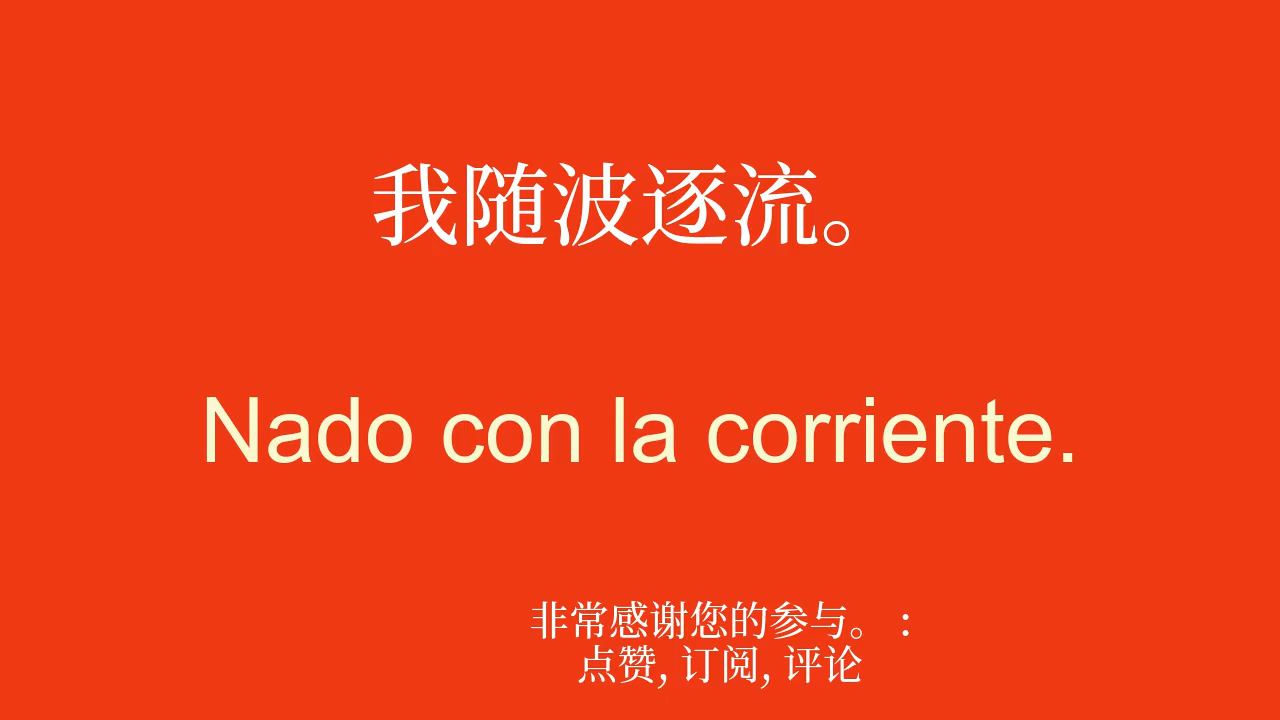 我随波逐流。
Nado con la corriente.
非常感谢您的参与。 :
点赞, 订阅, 评论